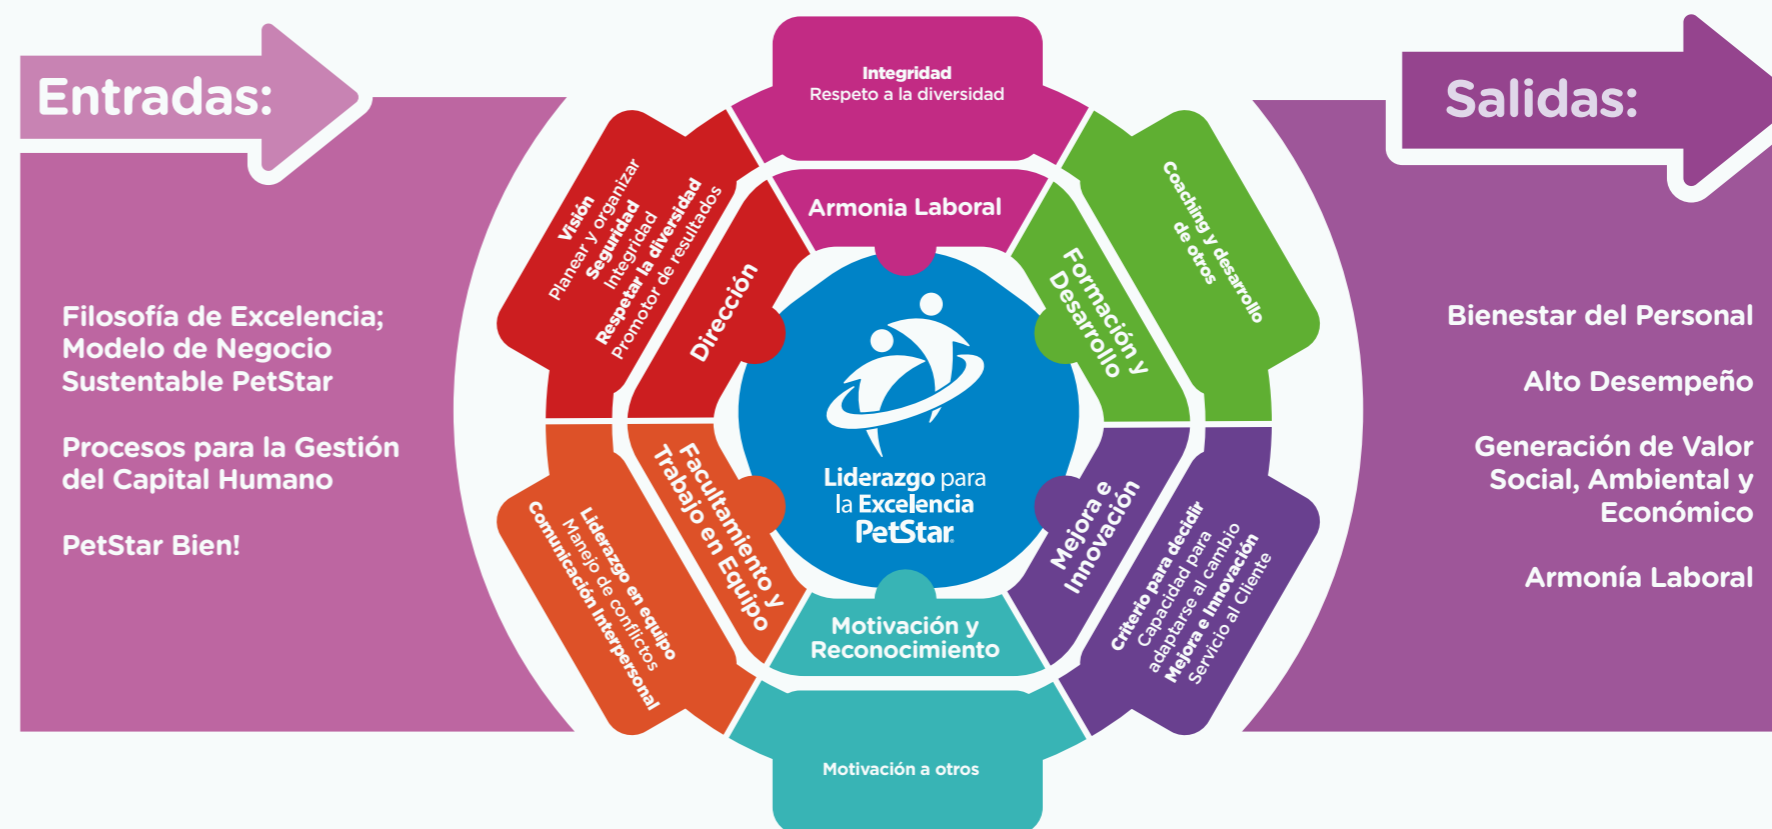 Entradas:
Filosofía de Excelencia;
Modelo de Negocio
Sustentable PetStar
Procesos para la Gestión
del Capital Humano
PetStar Bien!
Integridad
Respeto a la diversidad
Armonia Laboral
Visión
Planear y organizar
Seguridad
Integridad
Respetar la diversidad
Promotor de resultados
Dirección
Coaching y desarrollo
de otros
Formación y
Desarrollo
Liderazgo para
la Excelencia
PetStar
Facultamiento y
Trabajo en Equipo
Liderazgo en equipo
Manejo de conflictos
Comunicación Interpersonal
Mejora e
Innovación
Criterio para decidir
Capacidad para
adaptarse al cambio
Mejora e Innovación
Servicio al Cliente
Motivación y
Reconocimiento
Motivación a otros
Salidas:
Bienestar del Personal
Alto Desempeño
Generación de Valor
Social, Ambiental y
Económico
Armonía Laboral